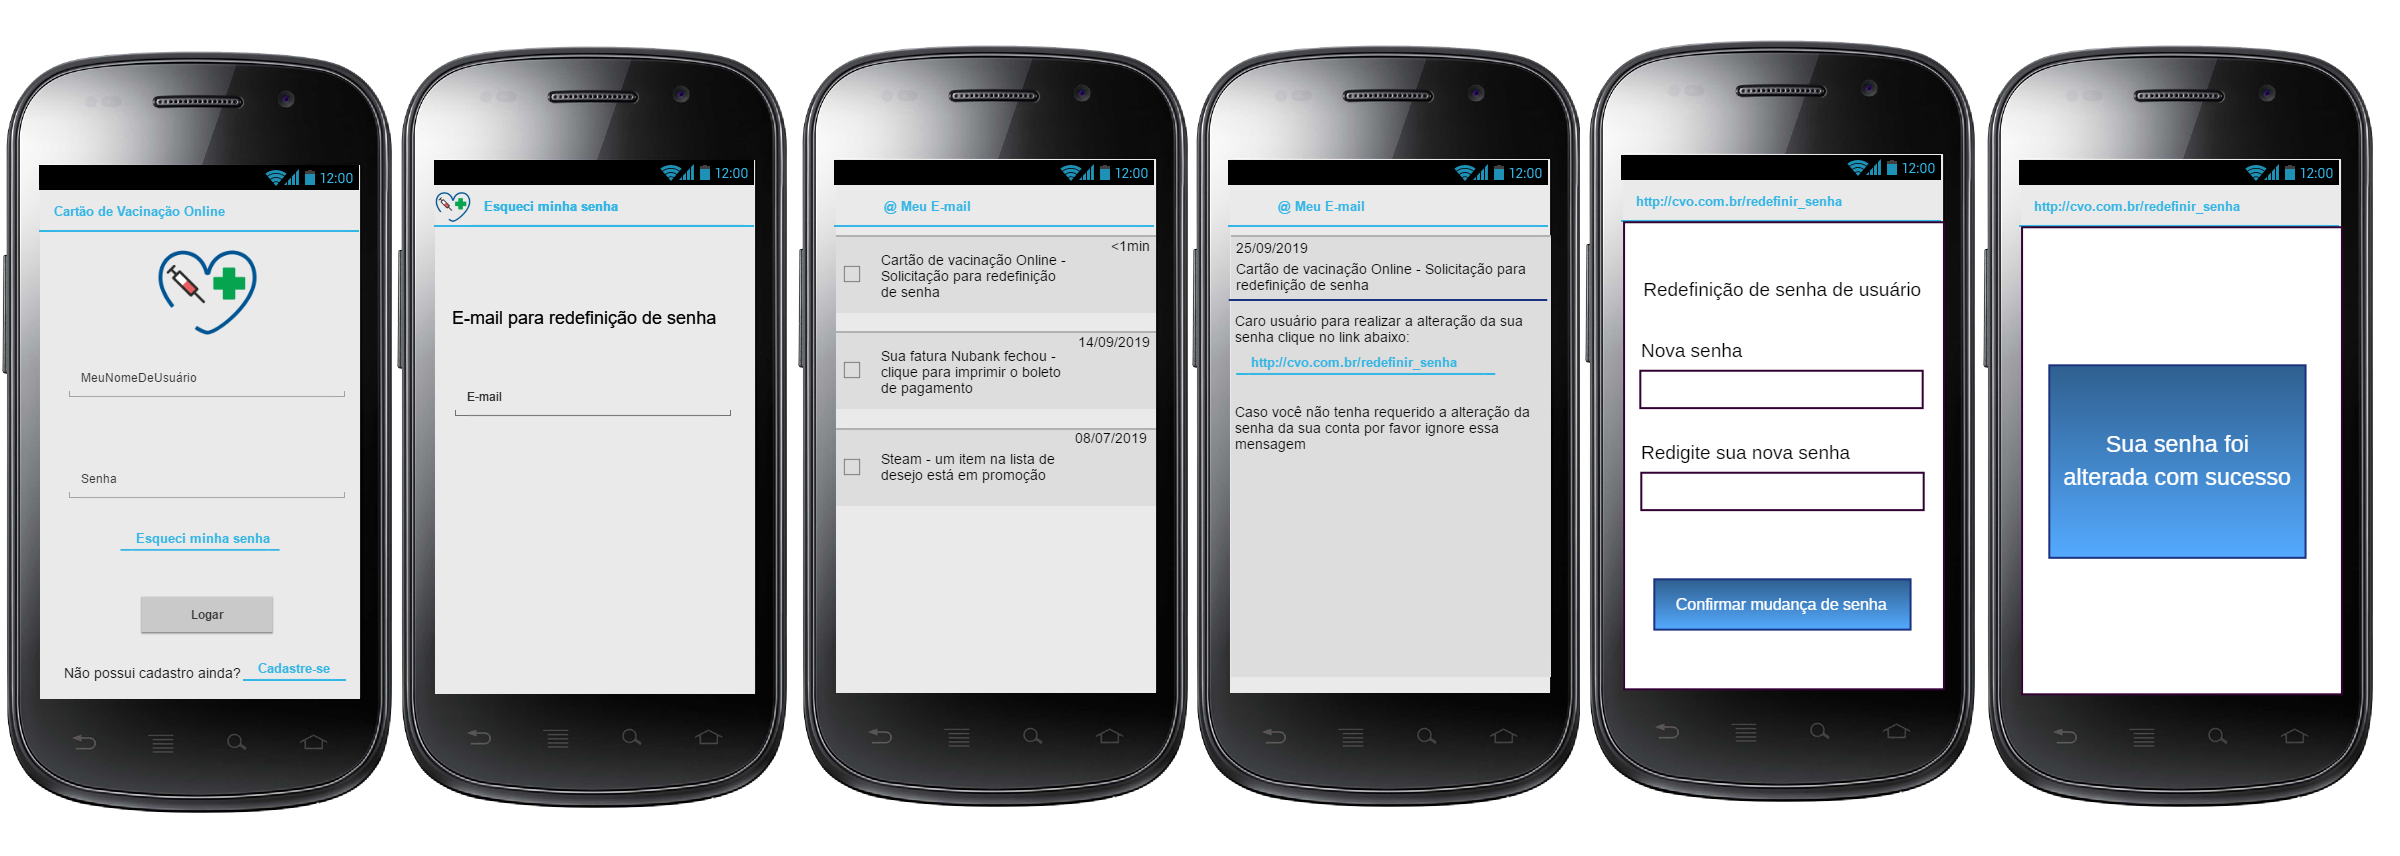 12:00
Cartão de Vacinação Online
MeuNomeDeUsuário
Senha
Esqueci minha senha
Logar
Não possui cadastro ainda? Cadastre-se
12:00
Esqueci minha senha
E-mail para redefinição de senha
E-mail
12:00
@ Meu E-mail
<1min
Cartão de vacinação Online -
Solicitação para redefinição
de senha
14/09/2019
Sua fatura Nubank fechou -
clique para imprimir o boleto
de pagamento
08/07/2019
Steam - um item na lista de
desejo está em promoção
12:00
@ Meu E-mail
25/09/2019
Cartão de vacinação Online - Solicitação para
redefinição de senha
Caro usuário para realizar a alteração da sua
senha clique no link abaixo:
http://cvo.com.br/redefinir_senha
Caso você não tenha requerido a alteração da
senha da sua conta por favor ignore essa
mensagem
12:00
http://cvo.com.br/redefinir_senha
Redefinição de senha de usuário
Nova senha
Redigite sua nova senha
Confirmar mudança de senha
12:00
http://cvo.com.br/redefinir_senha
Sua senha foi
alterada com sucesso